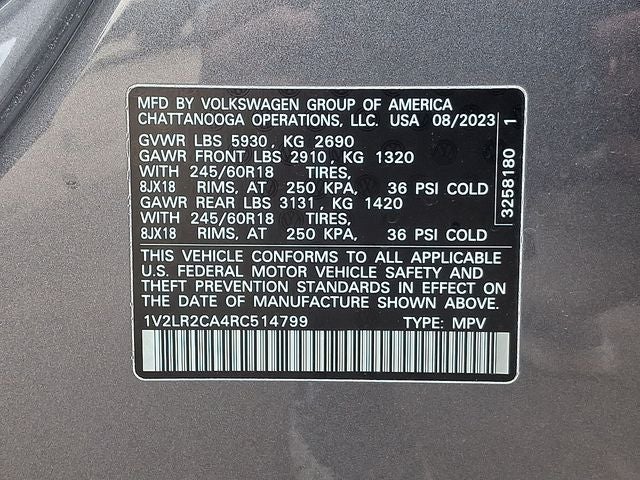 MFD BY VOLKSWAGEN GROUP OF AMERICA
CHATTANOOGA OPERATIONS, LLC. USA 08/2023
GVWR LBS 5930, KG 2690
GAWR FRONT LBS 2910, KG 1320
WITH 245/60R18 TIRES,
8JX18 RIMS, AT 250 KPA, 36 PSI COLD
GAWR REAR LBS 3131, KG 1420
WITH 245/60R18 TIRES,
8JX18 RIMS, AT 250 KPA, 36 PSI COLD
THIS VEHICLE CONFORMS TO ALL APPLICABLE
U.S. FEDERAL MOTOR VEHICLE SAFETY AND
THEFT PREVENTION STANDARDS IN EFFECT ON
THE DATE OF MANUFACTURE SHOWN ABOVE.
1V2LR2CA4RC514799 TYPE: MPV
3258180 1